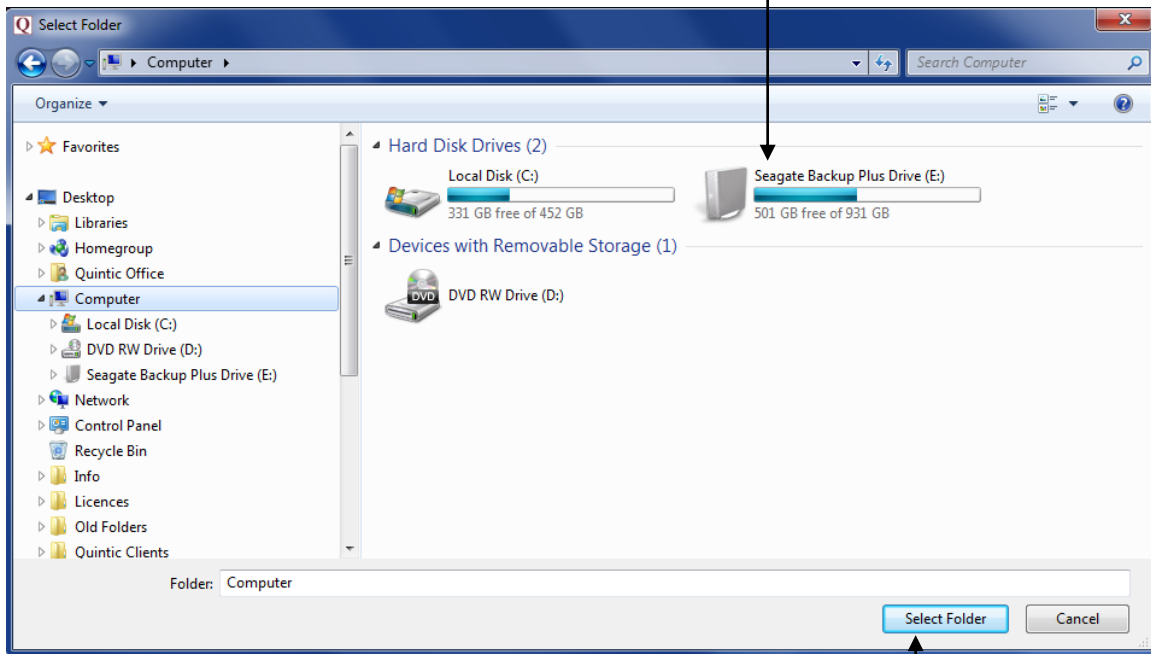 Q Select Folder
Computer
Search Computer
Organize
Favorites
Desktop
Libraries
Homegroup
Quintic Office
Computer
Local Disk (C:)
DVD RW Drive (D:)
Seagate Backup Plus Drive (E:)
Network
Control Panel
Recycle Bin
Info
Licences
Old Folders
Quintic Clients
Hard Disk Drives (2)
Local Disk (C:)
331 GB free of 452 GB
Seagate Backup Plus Drive (E:)
501 GB free of 931 GB
Devices with Removable Storage (1)
DVD
DVD RW Drive (D:)
Folder: Computer
Select Folder
Cancel